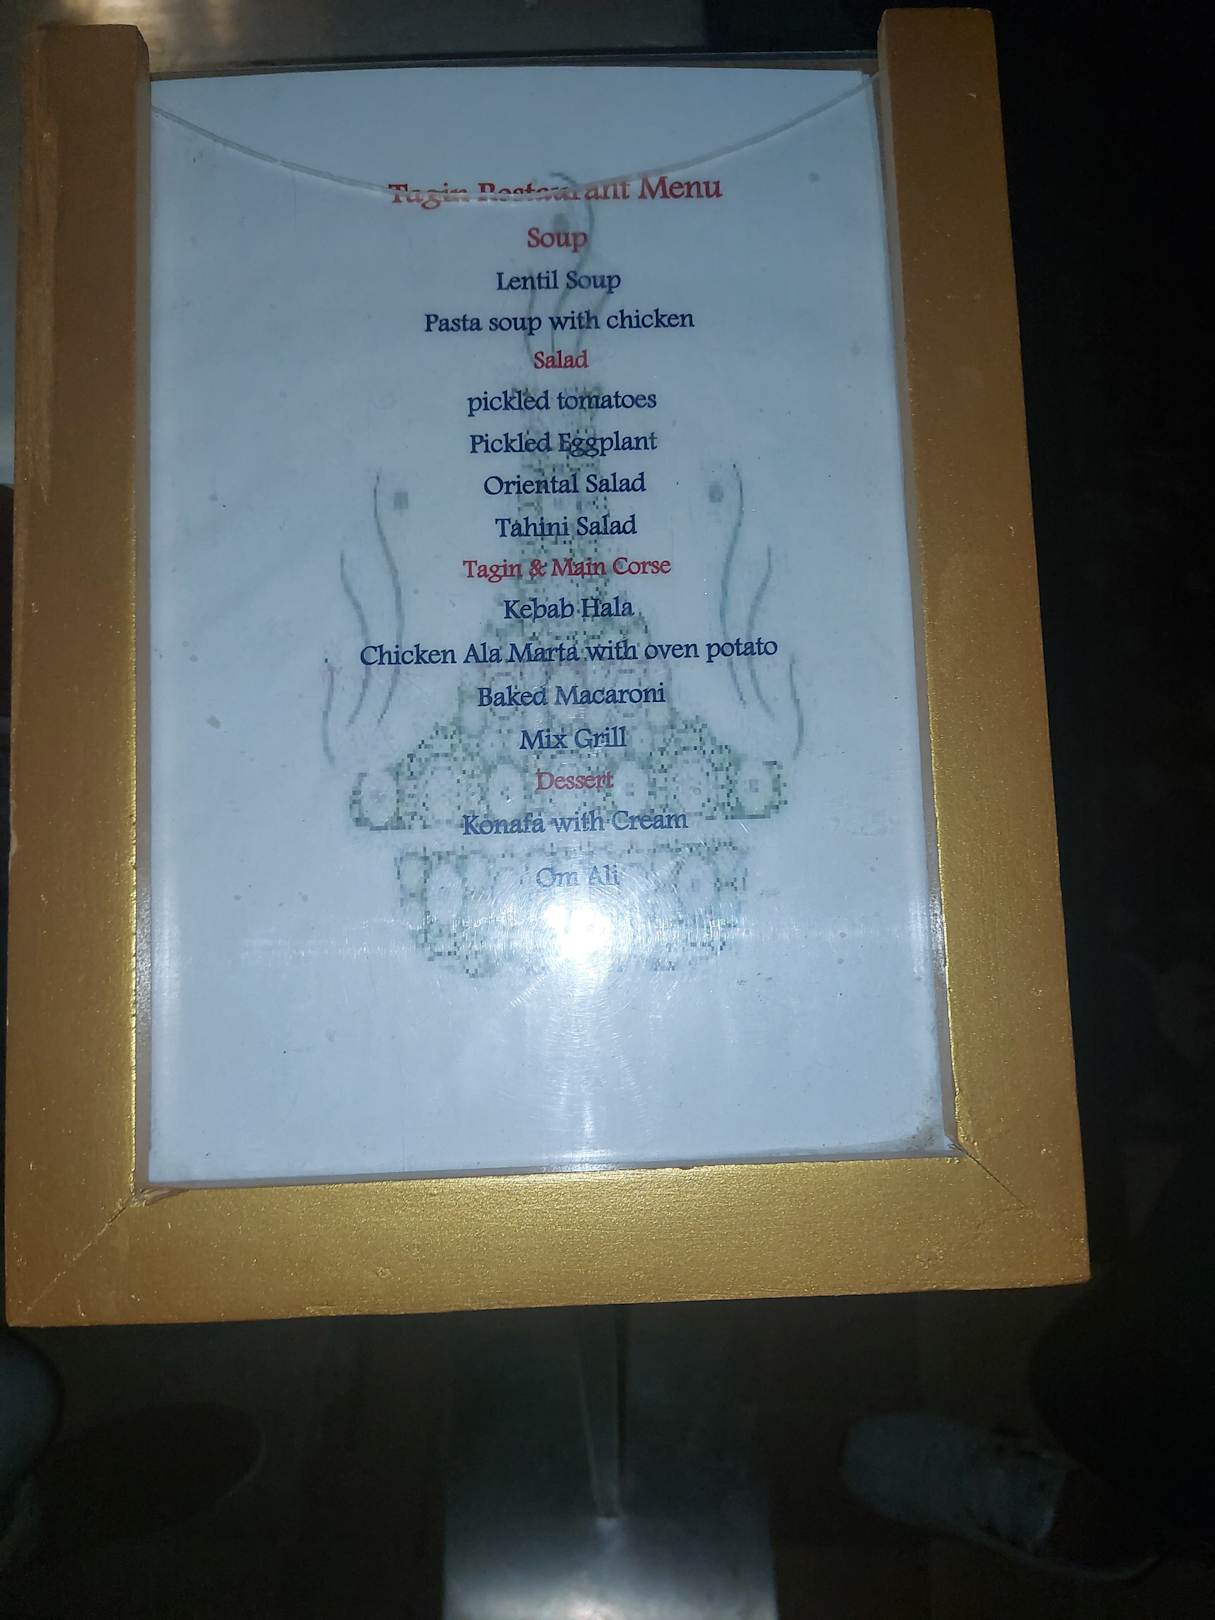 Tagin Restaurant Menu
Soup
Lentil Soup
Pasta soup with chicken
Salad
pickled tomatoes
Pickled Eggplant
Oriental Salad
Tahini Salad
Tagin & Main Corse
Kebab Hala
Chicken Ala Marta with oven potato
Baked Macaroni
Mix Grill
Dessert
Konafa with Cream
Om Ali